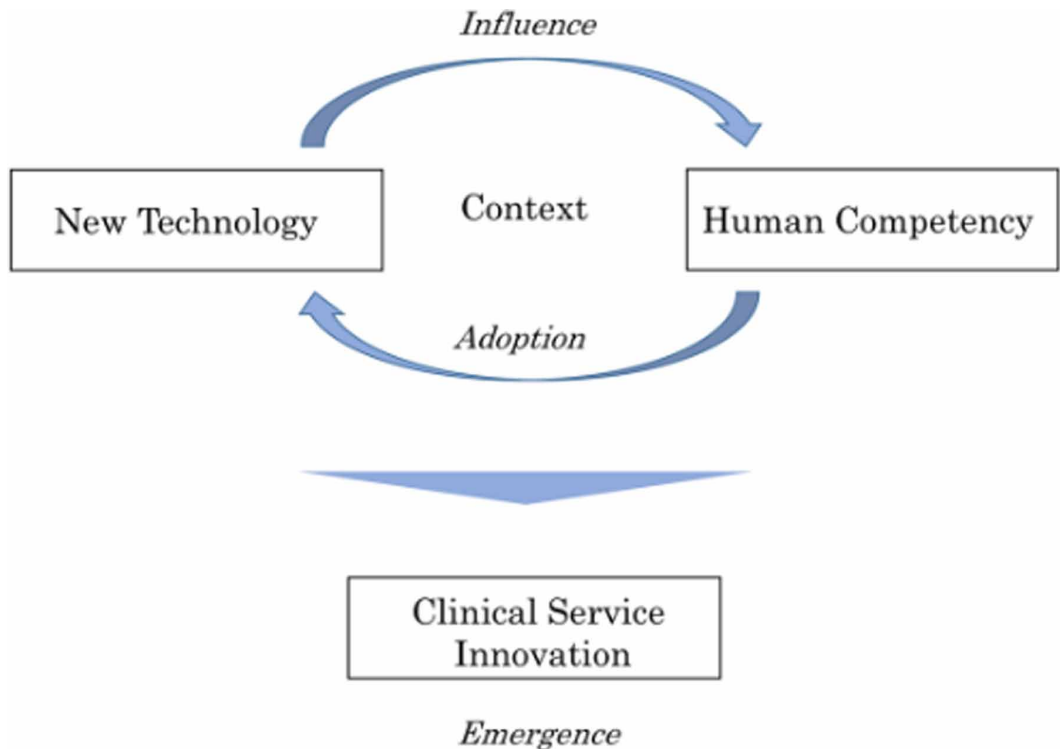 Influence
New Technology
Context
Human Competency
Adoption
Clinical Service
Innovation
Emergence